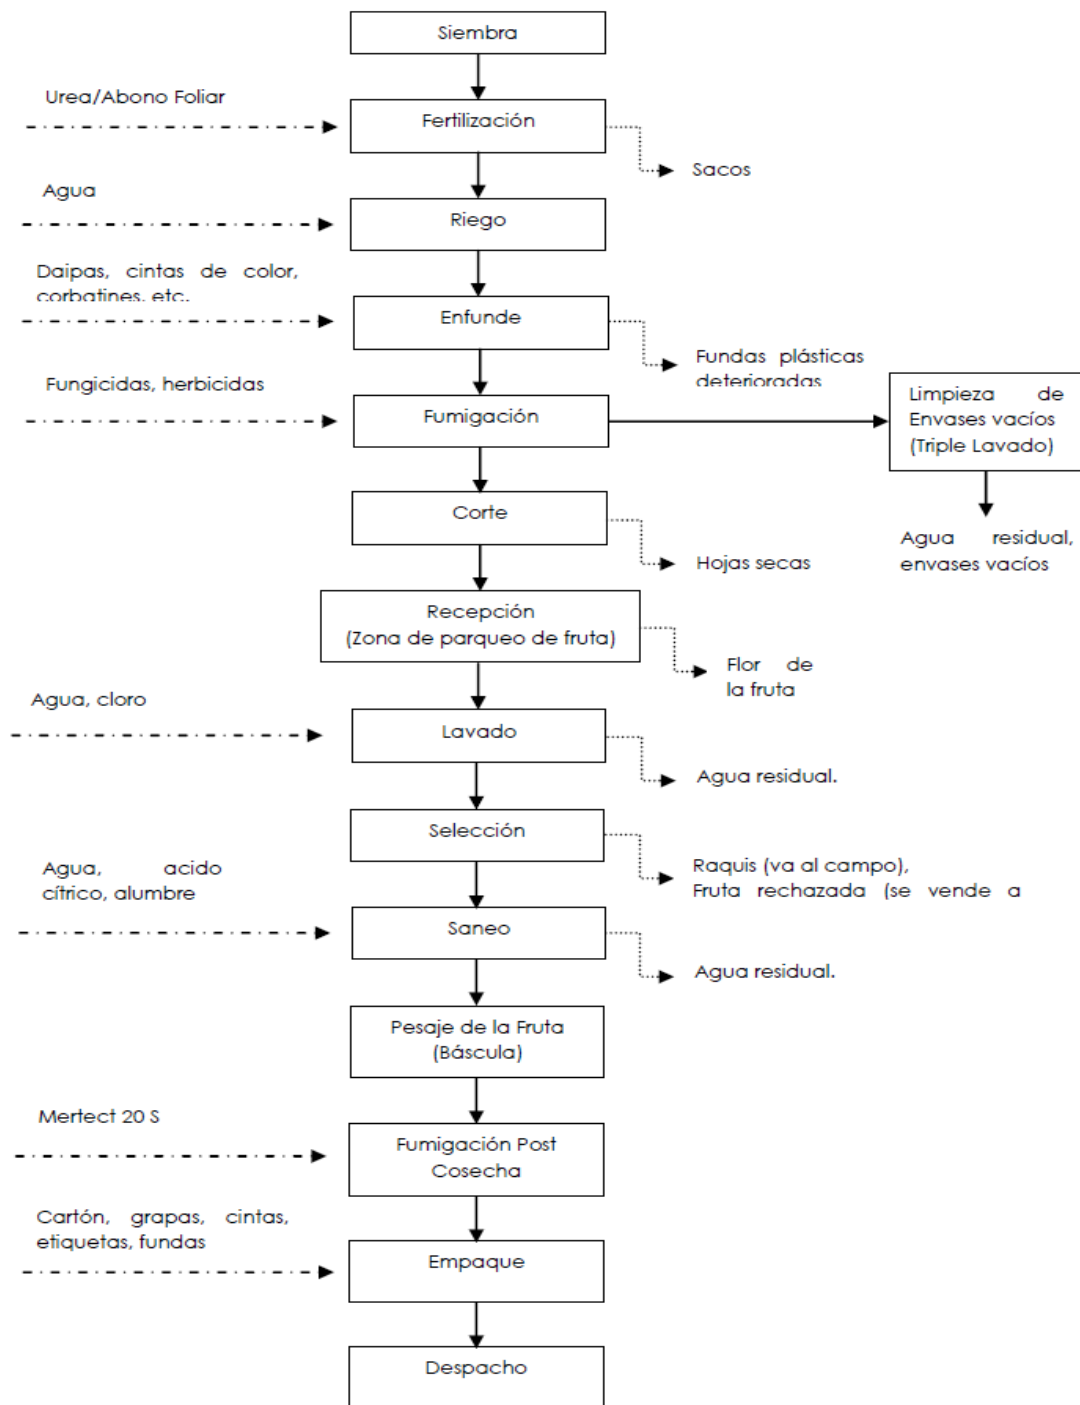 Siembra
Urea/Abono Foliar
Fertilización
Sacos
Agua
Riego
Daipas, cintas de color,
corbatines, etc.
Enfunde
Fundas plásticas
deterioradas
Fungicidas, herbicidas
Fumigación
Limpieza de
Envases vacíos
(Triple Lavado)
Agua residual,
envases vacíos
Corte
Hojas secas
Recepción
(Zona de parqueo de fruta)
Flor de
la fruta
Agua, cloro
Lavado
Agua residual.
Selección
Raquis (va al campo),
Fruta rechazada (se vende a
Agua, acido
cítrico, alumbre
Saneo
Agua residual.
Pesaje de la Fruta
(Báscula)
Mertect 20 S
Fumigación Post
Cosecha
Cartón, grapas, cintas,
etiquetas, fundas
Empaque
Despacho